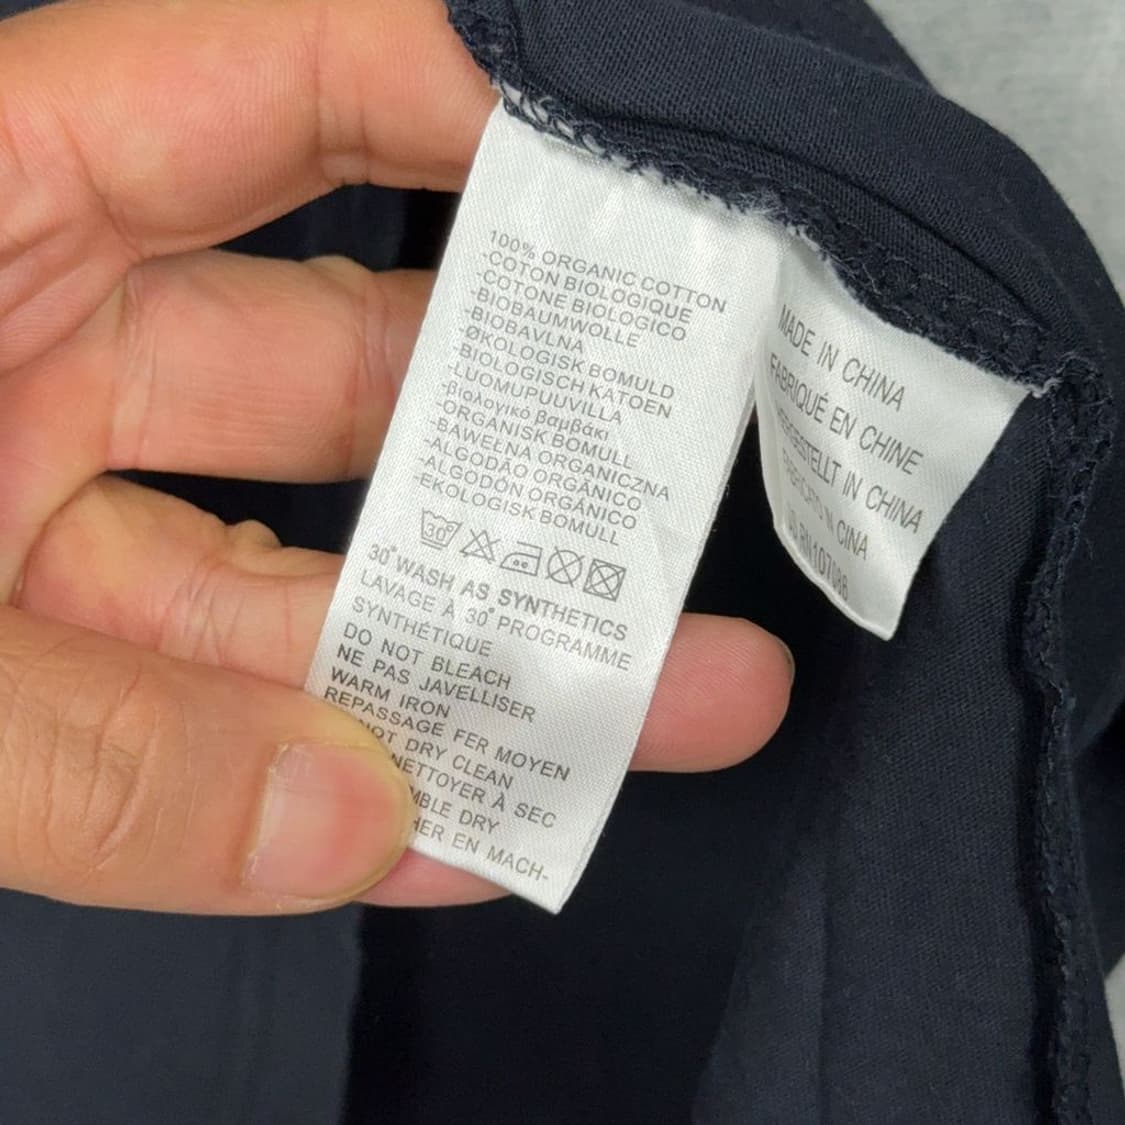 100% ORGANIC COTTON
-COTON BIOLOGIQUE
-COTONE BIOLOGICO
-BIOBAUMWOLLE
-BIOBAVLNA
-ØKOLOGISK BOMULD
-BIOLOGISCH KATOEN
-LUOMUPUUVILLA
-βιολογικό βαμβάκι
-ORGANISK BOMULL
-BAWEŁNA ORGANICZNA
-ALGODÃO ORGÂNICO
-ALGODÓN ORGÁNICO
-EKOLOGISK BOMULL
30°
30° WASH AS SYNTHETICS
LAVAGE À 30° PROGRAMME
SYNTHÉTIQUE
DO NOT BLEACH
NE PAS JAVELLISER
WARM IRON
REPASSAGE FER MOYEN
NOT DRY CLEAN
NETTOYER À SEC
DRY
EN MACH-
MADE IN CHINA
FABRIQUÉ EN CHINE
IN CHINA
IN CINA